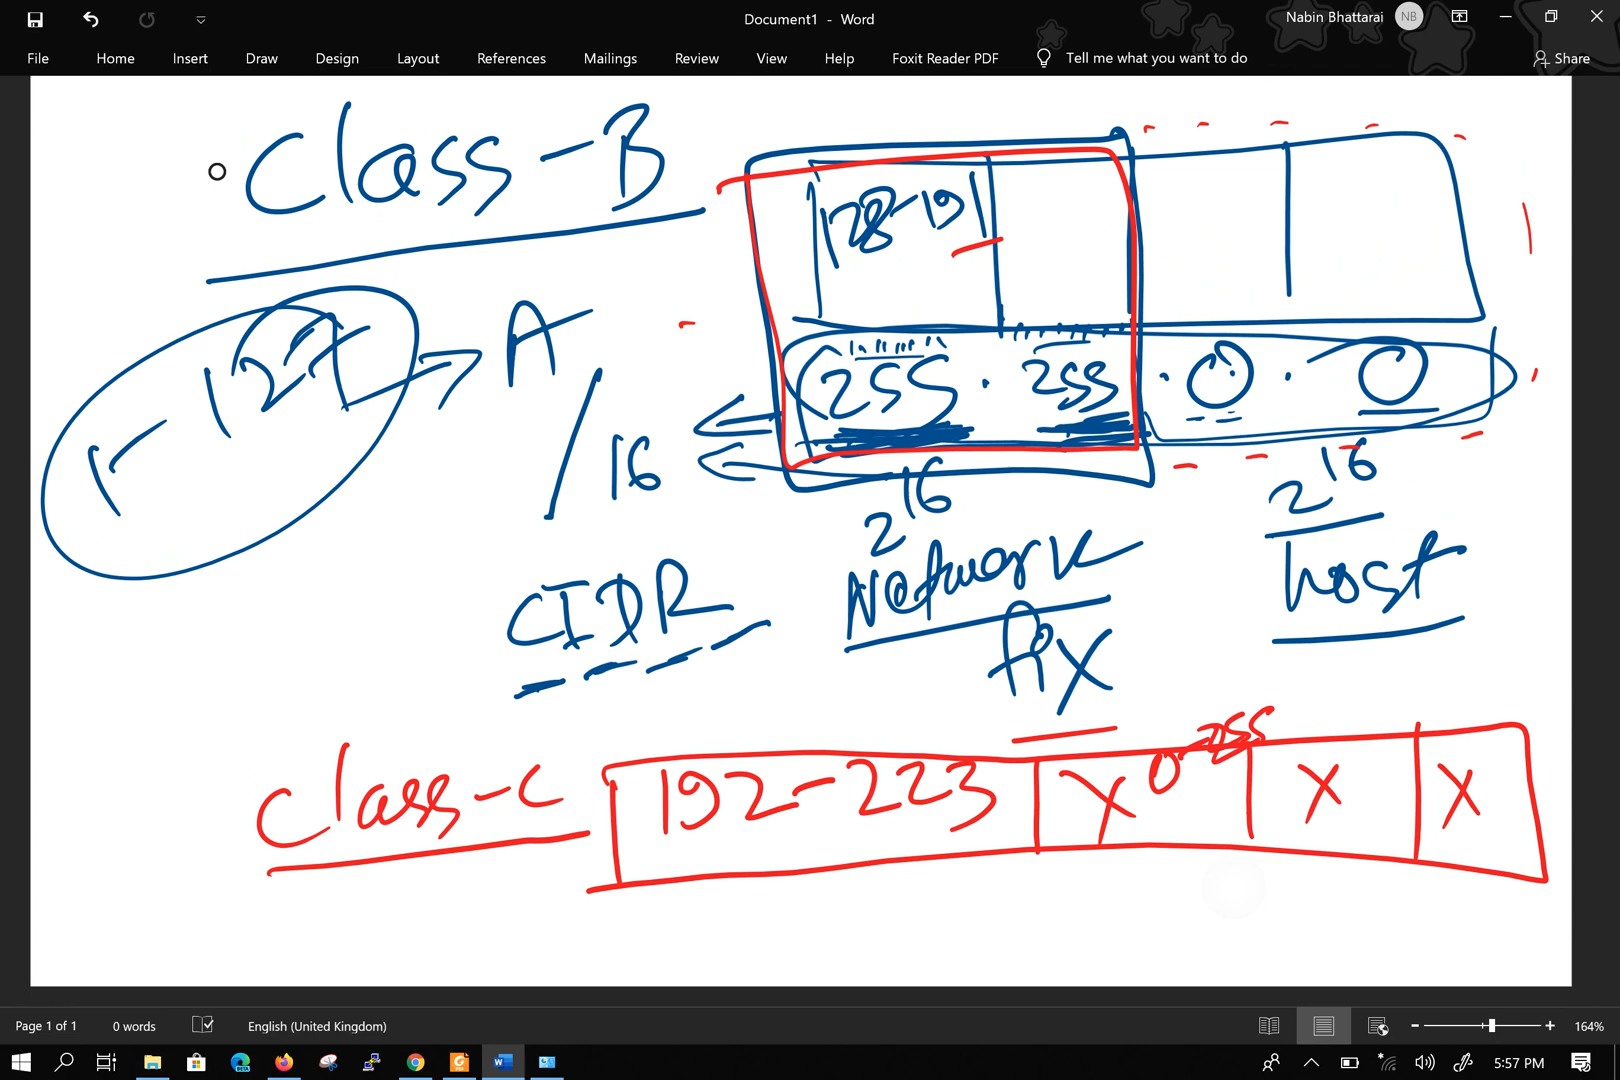 Document1 - Word
Nabin Bhattarai NB
File Home Insert Draw Design Layout References Mailings Review View Help Foxit Reader PDF Tell me what you want to do Share
Class-B
128-191
1-127 → A
255 . 255 . 0 . 0
/16
2^16 2^16
Network host
CIDR
fix
Class-C 192-223 X 0-255 X X
Page 1 of 1 0 words English (United Kingdom) 164%
5:57 PM